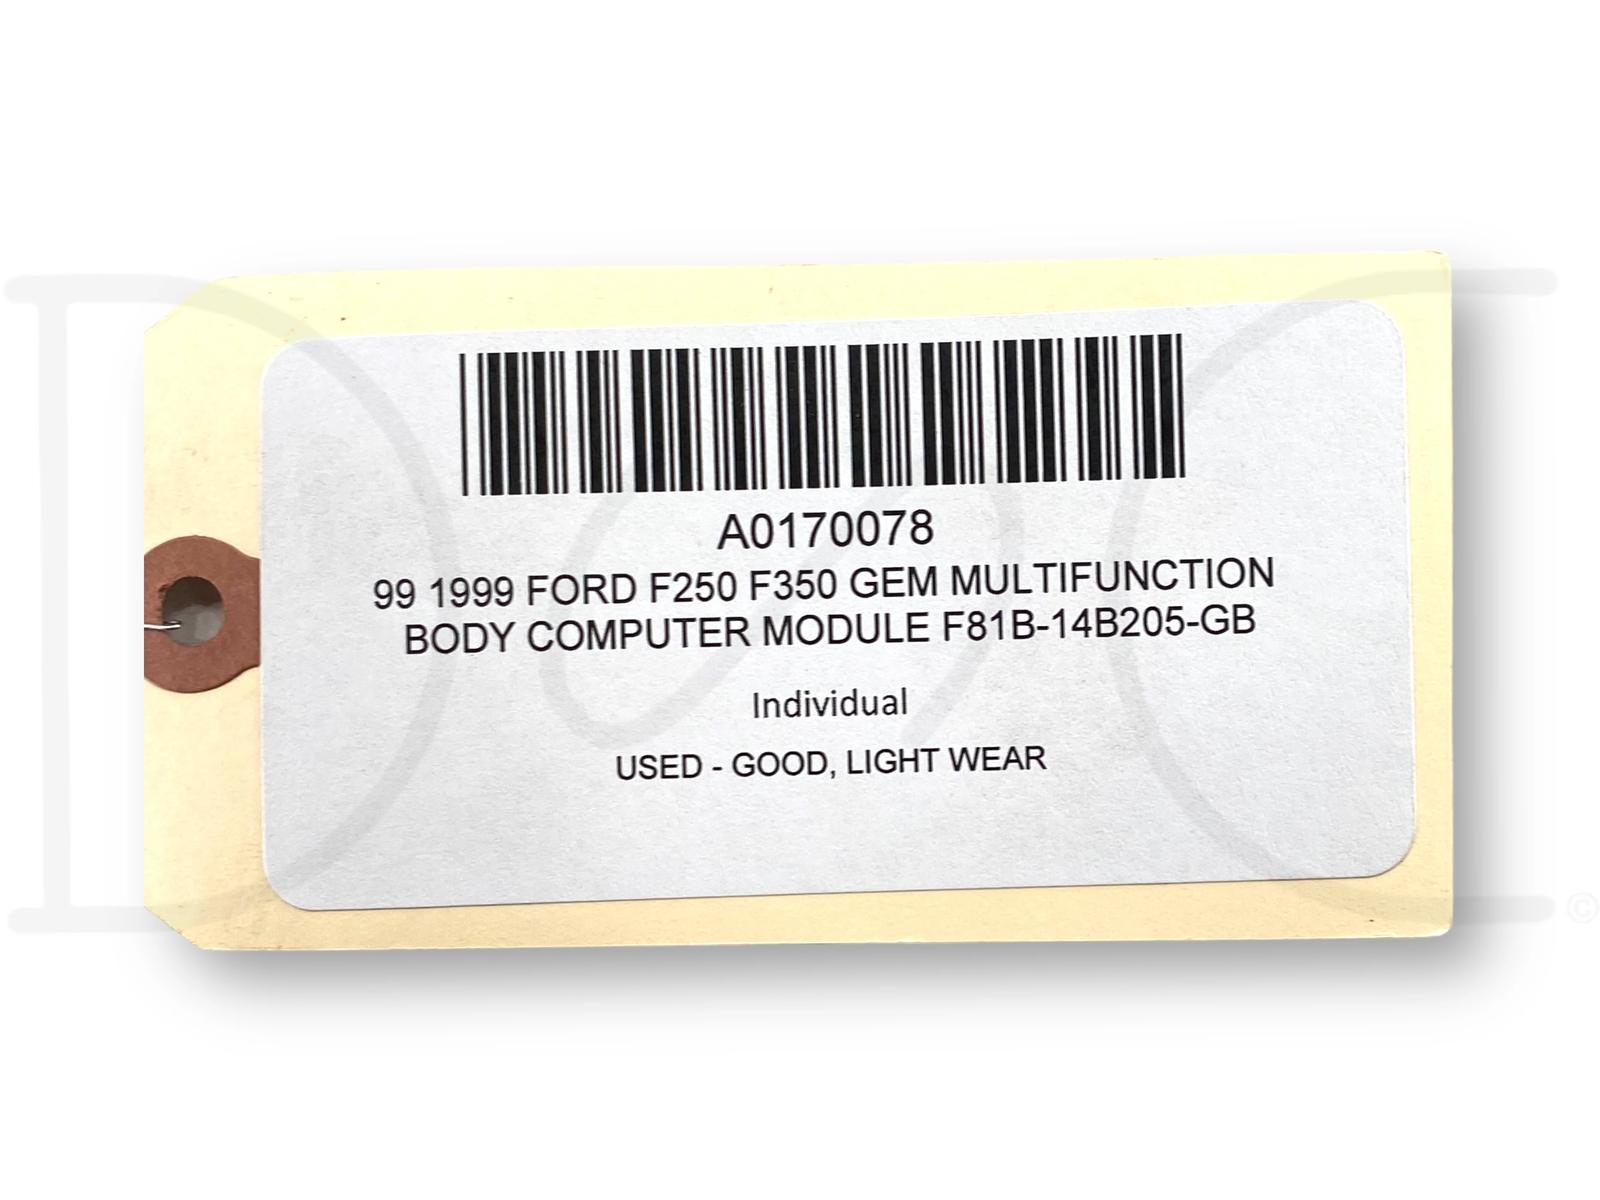 A0170078
99 1999 FORD F250 F350 GEM MULTIFUNCTION
BODY COMPUTER MODULE F81B-14B205-GB
Individual
USED - GOOD, LIGHT WEAR
©